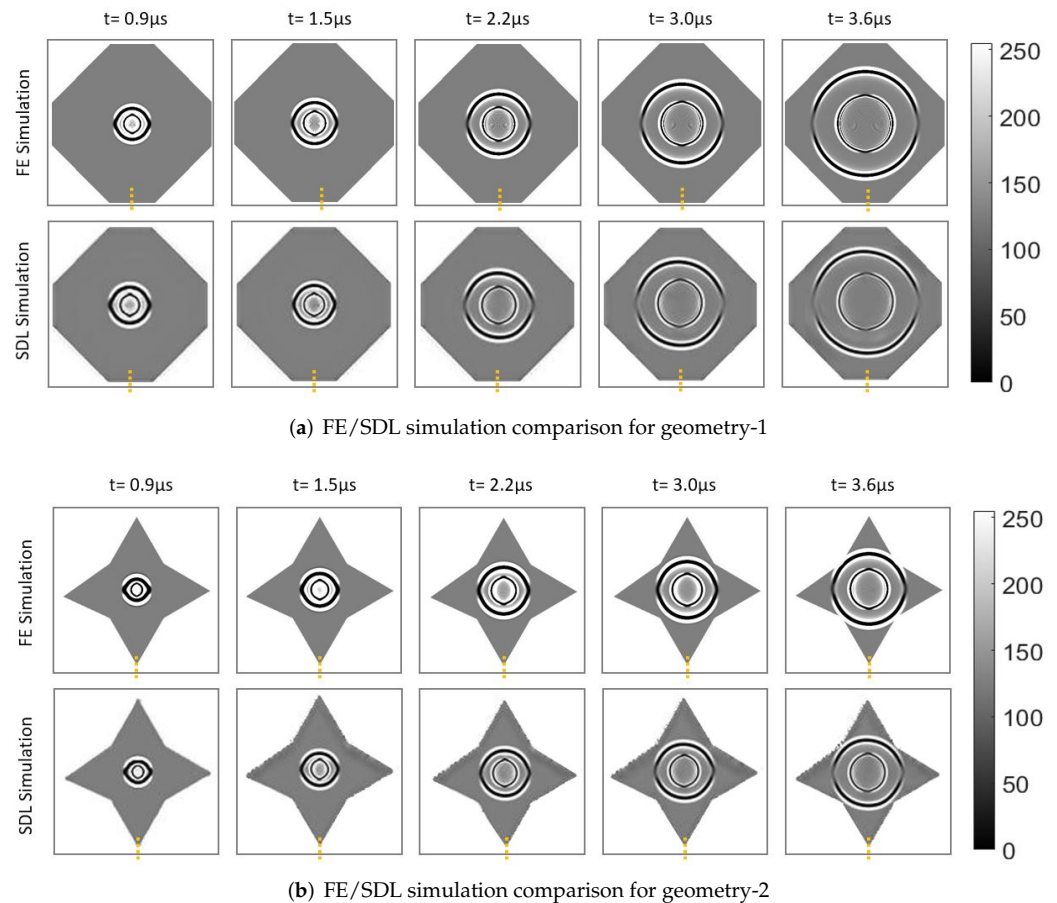 t= 0.9µs t= 1.5µs t= 2.2µs t= 3.0µs t= 3.6µs
FE Simulation
SDL Simulation
250
200
150
100
50
0
(a) FE/SDL simulation comparison for geometry-1
t= 0.9µs t= 1.5µs t= 2.2µs t= 3.0µs t= 3.6µs
FE Simulation
SDL Simulation
250
200
150
100
50
0
(b) FE/SDL simulation comparison for geometry-2